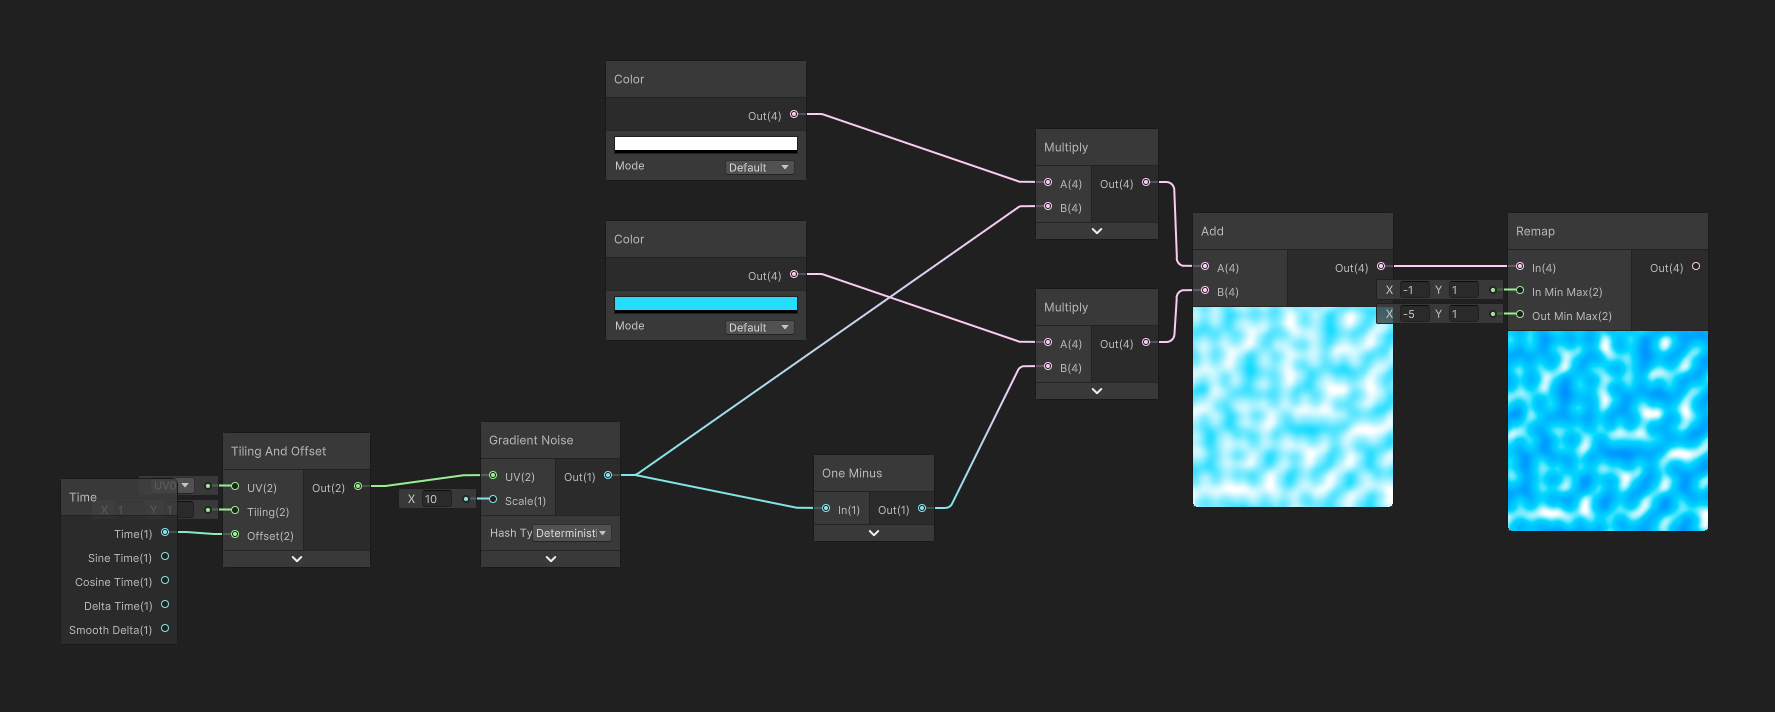 Color
Out(4)
Mode
Default
Color
Out(4)
Mode
Default
Multiply
A(4) Out(4)
B(4)
Multiply
A(4) Out(4)
B(4)
Add
A(4) Out(4)
B(4)
Remap
In(4) Out(4)
X -1 Y 1 In Min Max(2)
X -5 Y 1 Out Min Max(2)
Tiling And Offset
UV0 UV(2) Out(2)
X 1 Y 1 Tiling(2)
Offset(2)
Time
Time(1)
Sine Time(1)
Cosine Time(1)
Delta Time(1)
Smooth Delta(1)
Gradient Noise
UV(2) Out(1)
X 10 Scale(1)
Hash Ty Determinist
One Minus
In(1) Out(1)